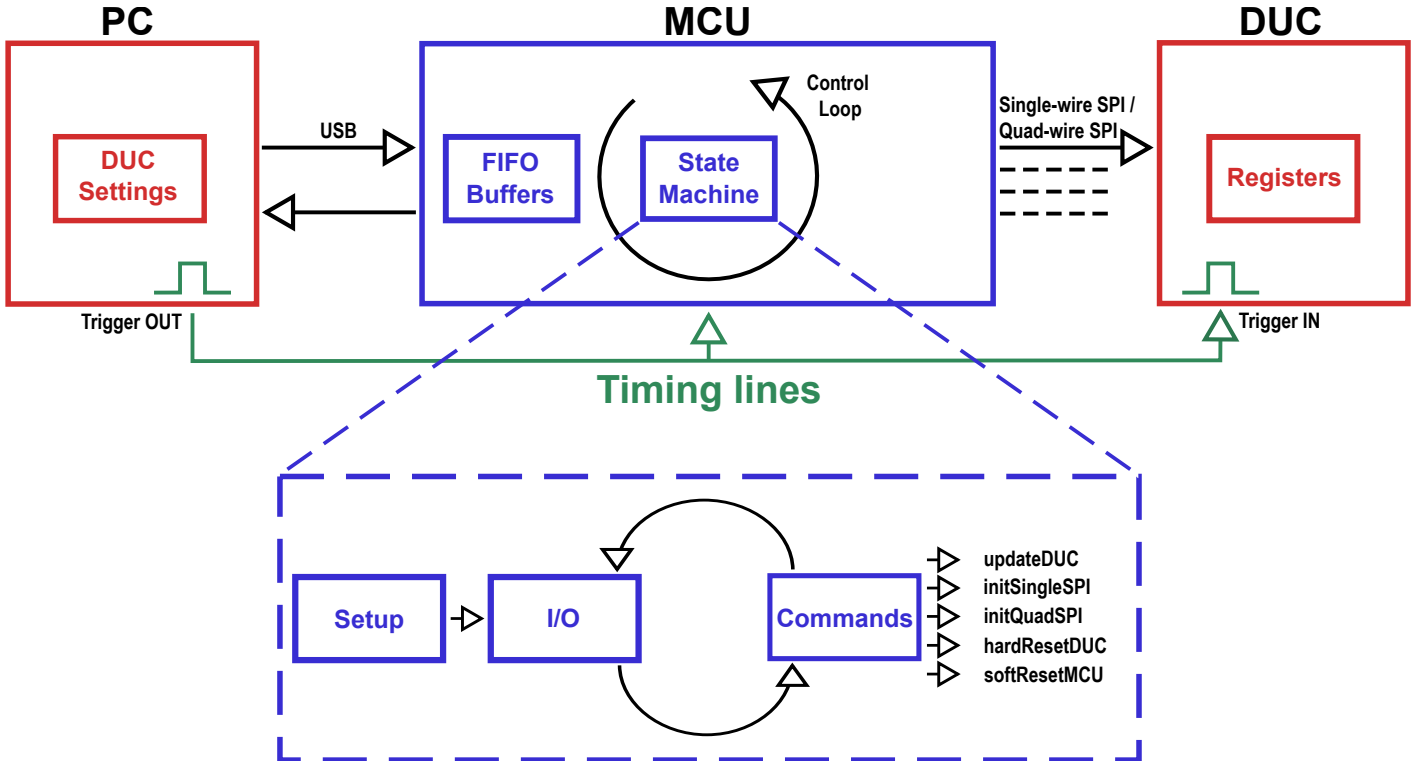 PC
MCU
DUC
DUC
Settings
USB
FIFO
Buffers
State
Machine
Control
Loop
Single-wire SPI /
Quad-wire SPI
Registers
Trigger OUT
Trigger IN
Timing lines
Setup
I/O
Commands
updateDUC
initSingleSPI
initQuadSPI
hardResetDUC
softResetMCU